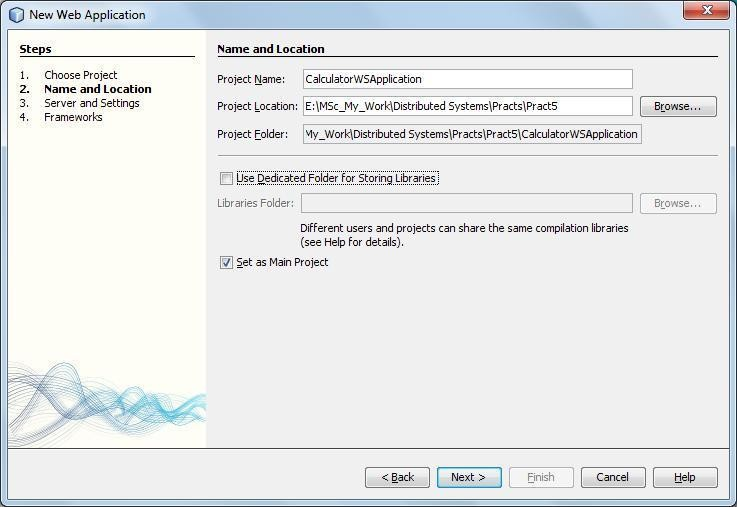 New Web Application
Steps
1. Choose Project
2. Name and Location
3. Server and Settings
4. Frameworks
Name and Location
Project Name: CalculatorWSApplication
Project Location: E:\MSc_My_Work\Distributed Systems\Practs\Pract5 Browse...
Project Folder: My_Work\Distributed Systems\Practs\Pract5\CalculatorWSApplication
Use Dedicated Folder for Storing Libraries
Libraries Folder: Browse...
Different users and projects can share the same compilation libraries
(see Help for details).
Set as Main Project
< Back Next > Finish Cancel Help